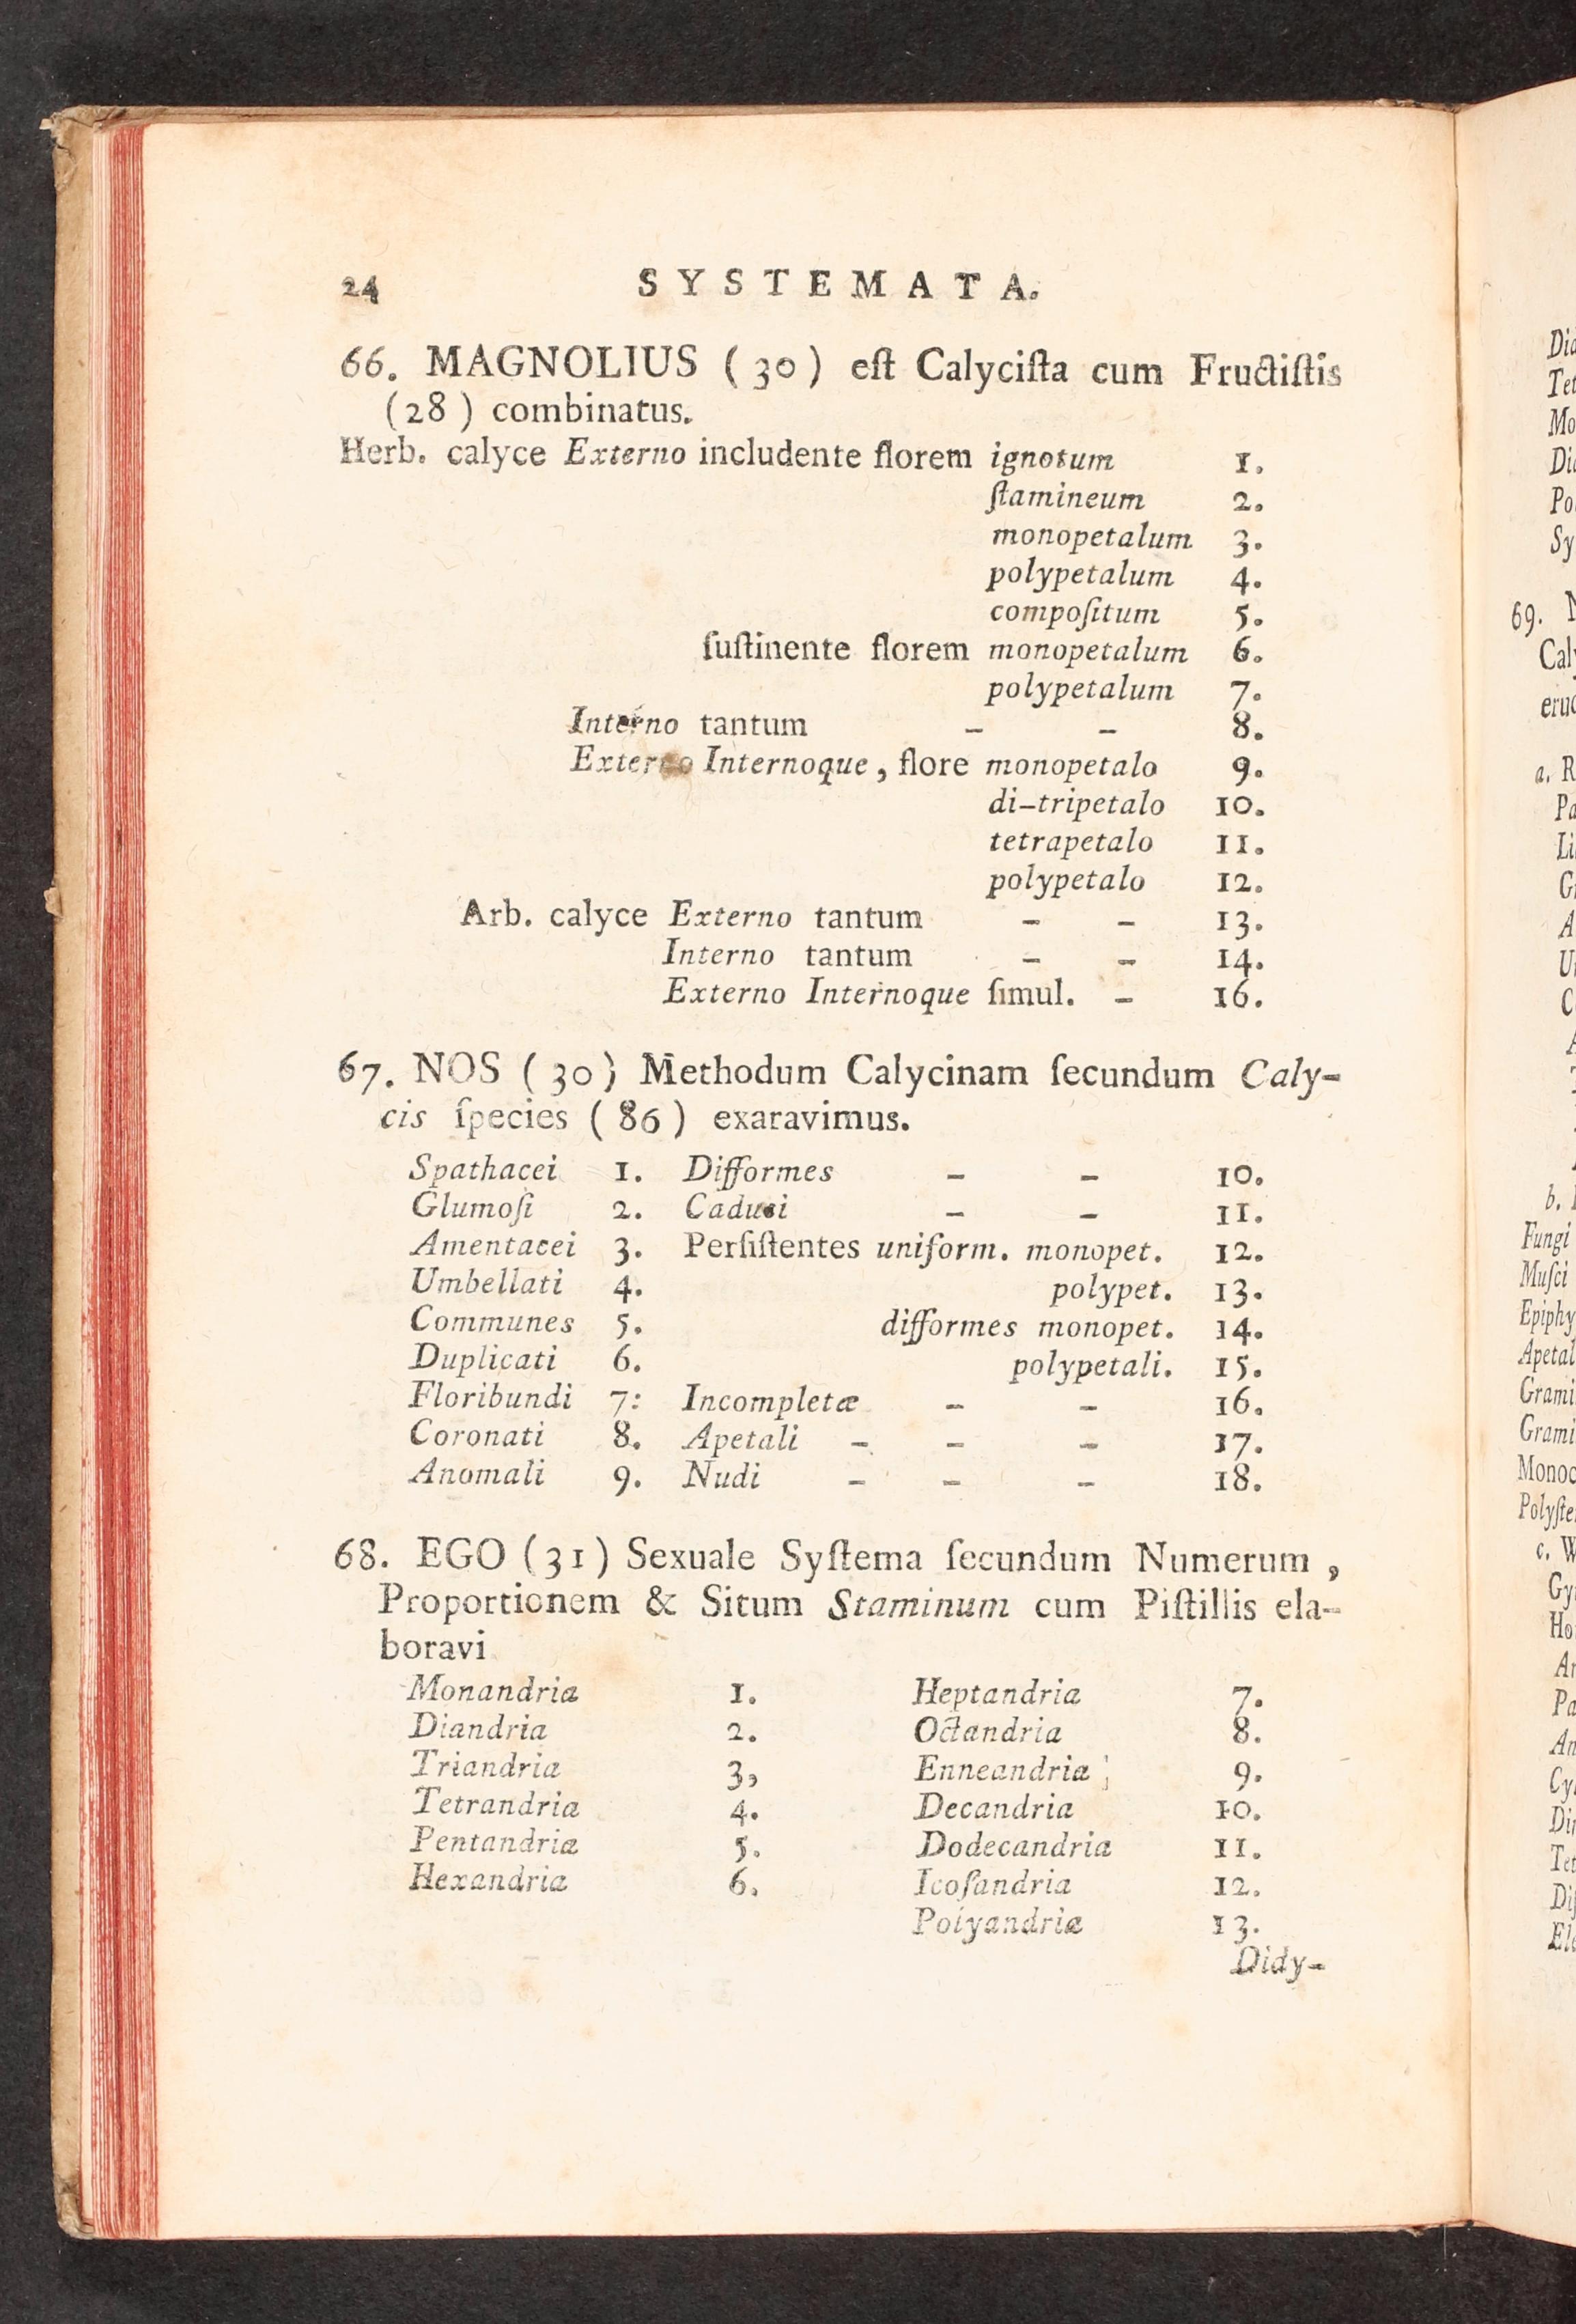 24 SYSTEMATA.
66. MAGNOLIUS (30) eſt Calyciſta cum Fructiſtis
(28) combinatus.
Herb. calyce Externo includente florem ignotum 1.
ſtamineum 2.
monopetalum 3.
polypetalum 4.
compoſitum 5.
ſuſtinente florem monopetalum 6.
polypetalum 7.
Interno tantum - - 8.
Externo Internoque, flore monopetalo 9.
di-tripetalo 10.
tetrapetalo 11.
polypetalo 12.
Arb. calyce Externo tantum - - 13.
Interno tantum - - 14.
Externo Internoque ſimul. - 16.
67. NOS (30) Methodum Calycinam ſecundum Caly-
cis ſpecies (86) exaravimus.
Spathacei 1. Difformes - - 10.
Glumoſi 2. Caduci - - 11.
Amentacei 3. Perſiſtentes uniform. monopet. 12.
Umbellati 4. polypet. 13.
Communes 5. difformes monopet. 14.
Duplicati 6. polypetali. 15.
Floribundi 7: Incompletæ - - 16.
Coronati 8. Apetali - - - 17.
Anomali 9. Nudi - - - 18.
68. EGO (31) Sexuale Syſtema ſecundum Numerum,
Proportionem & Situm Staminum cum Piſtillis ela-
boravi
Monandria 1. Heptandria 7.
Diandria 2. Octandria 8.
Triandria 3, Enneandria 9.
Tetrandria 4. Decandria 10.
Pentandria 5. Dodecandria 11.
Hexandria 6. Icoſandria 12.
Polyandria 13.
Didy-
69.
a.
b.
Fungi
Muſci
c.